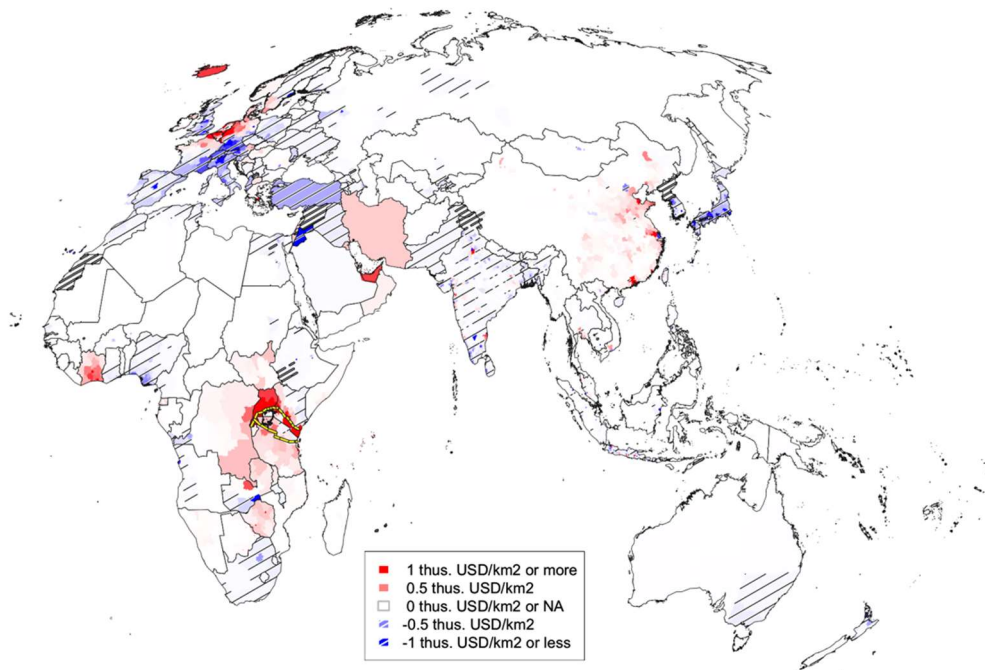 1 thus. USD/km2 or more
0.5 thus. USD/km2
0 thus. USD/km2 or NA
-0.5 thus. USD/km2
-1 thus. USD/km2 or less